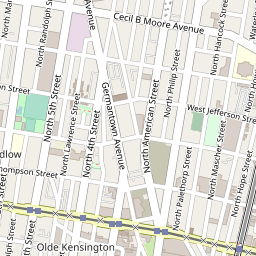 Avenue
Cecil B Moore Avenue
North Randolph Street
North Hancock Street
North Philip Street
Street
West Jefferson Street
North 5th Street
Germantown Avenue
North American Street
North Lawrence Street
North 4th Street
North Mascher Street
North Palethorp Street
North Hope Street
dlow
hompson Street
Olde Kensington